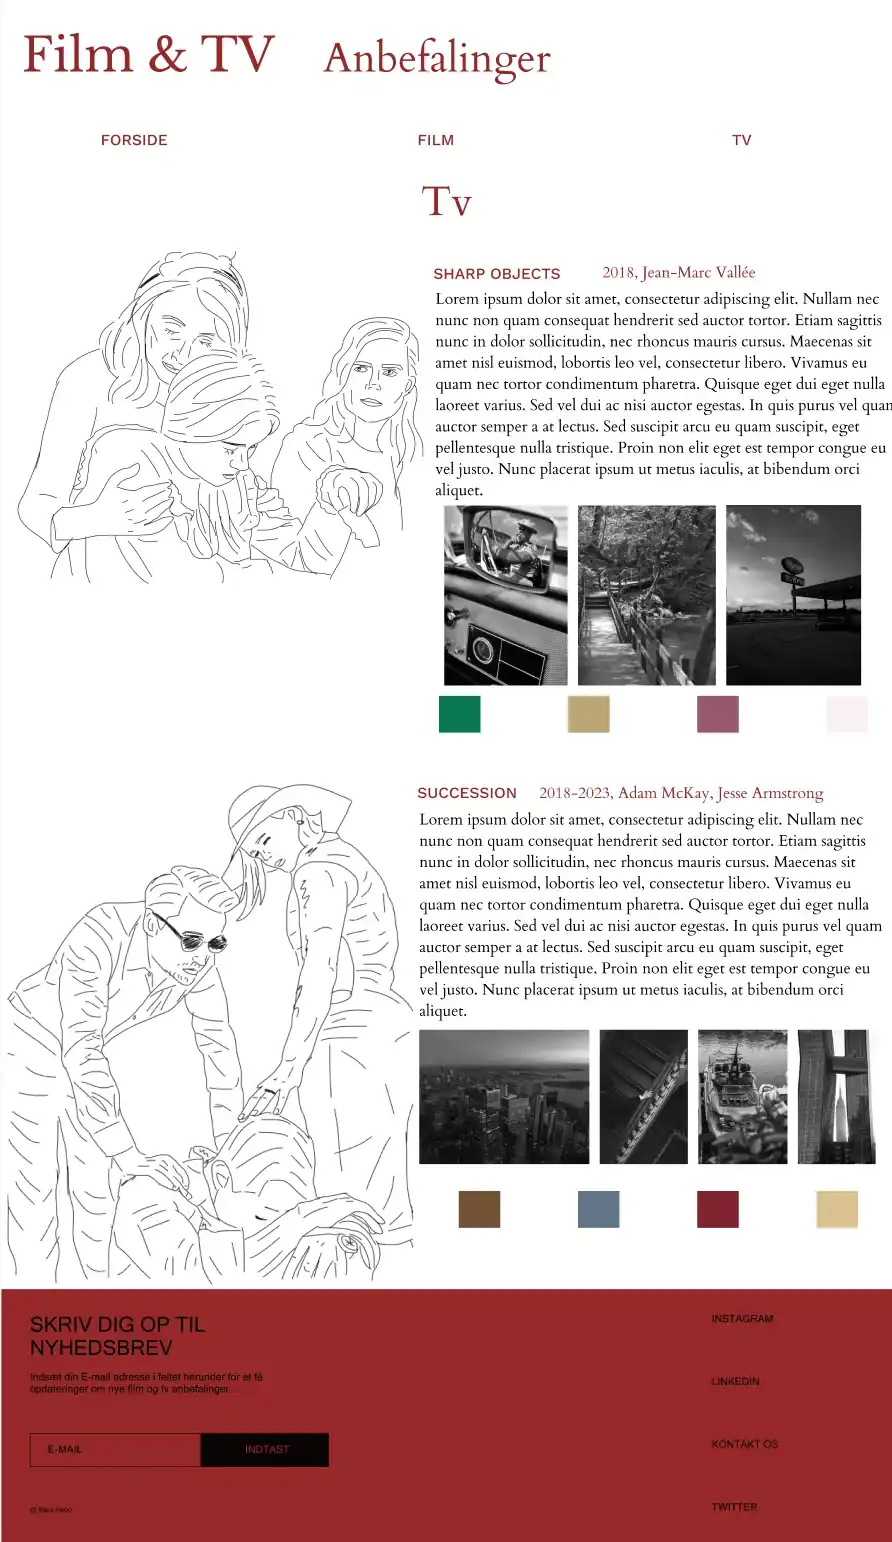 Film & TV Anbefalinger
FORSIDE FILM TV
Tv
SHARP OBJECTS 2018, Jean-Marc Vallée
Lorem ipsum dolor sit amet, consectetur adipiscing elit. Nullam nec
nunc non quam consequat hendrerit sed auctor tortor. Etiam sagittis
nunc in dolor sollicitudin, nec rhoncus mauris cursus. Maecenas sit
amet nisl euismod, lobortis leo vel, consectetur libero. Vivamus eu
quam nec tortor condimentum pharetra. Quisque eget dui eget nulla
laoreet varius. Sed vel dui ac nisi auctor egestas. In quis purus vel quam
auctor semper a at lectus. Sed suscipit arcu eu quam suscipit, eget
pellentesque nulla tristique. Proin non elit eget est tempor congue eu
vel justo. Nunc placerat ipsum ut metus iaculis, at bibendum orci
aliquet.
SUCCESSION 2018-2023, Adam McKay, Jesse Armstrong
Lorem ipsum dolor sit amet, consectetur adipiscing elit. Nullam nec
nunc non quam consequat hendrerit sed auctor tortor. Etiam sagittis
nunc in dolor sollicitudin, nec rhoncus mauris cursus. Maecenas sit
amet nisl euismod, lobortis leo vel, consectetur libero. Vivamus eu
quam nec tortor condimentum pharetra. Quisque eget dui eget nulla
laoreet varius. Sed vel dui ac nisi auctor egestas. In quis purus vel quam
auctor semper a at lectus. Sed suscipit arcu eu quam suscipit, eget
pellentesque nulla tristique. Proin non elit eget est tempor congue eu
vel justo. Nunc placerat ipsum ut metus iaculis, at bibendum orci
aliquet.
SKRIV DIG OP TIL
NYHEDSBREV
Indsæt din E-mail adresse i feltet herunder for at få
opdateringer om nye film og tv anbefalinger.
E-MAIL INDTAST
INSTAGRAM
LINKEDIN
KONTAKT OS
TWITTER